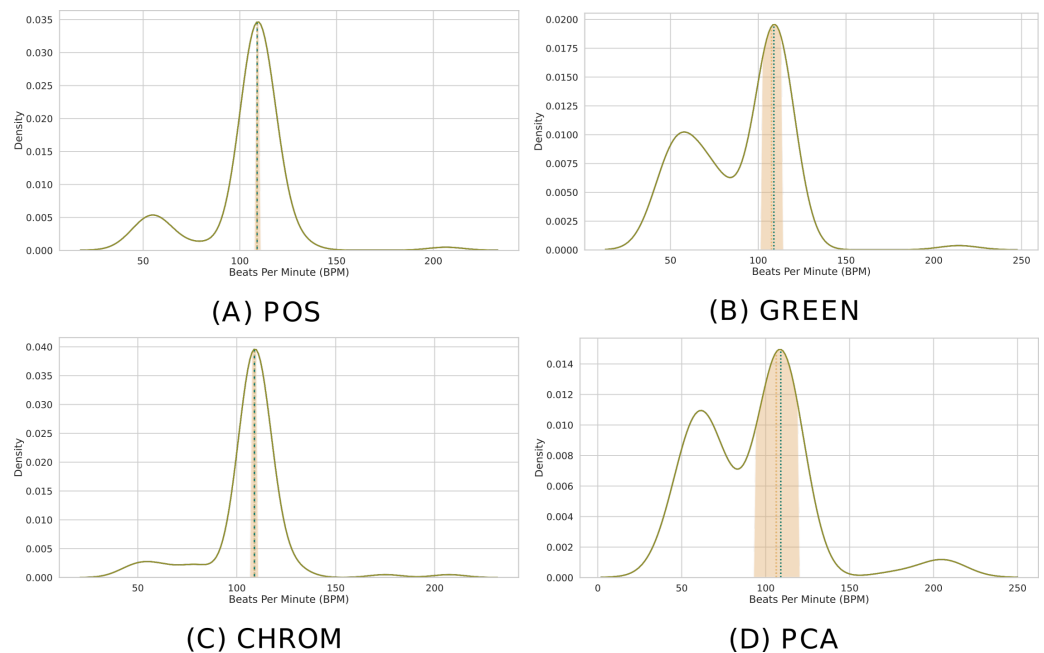 0.035
0.030
0.025
0.020
0.015
0.010
0.005
0.000
Density
50 100 150 200
Beats Per Minute (BPM)
(A) POS
0.0200
0.0175
0.0150
0.0125
0.0100
0.0075
0.0050
0.0025
0.0000
Density
50 100 150 200 250
Beats Per Minute (BPM)
(B) GREEN
0.040
0.035
0.030
0.025
0.020
0.015
0.010
0.005
0.000
Density
50 100 150 200
Beats Per Minute (BPM)
(C) CHROM
0.014
0.012
0.010
0.008
0.006
0.004
0.002
0.000
Density
0 50 100 150 200 250
Beats Per Minute (BPM)
(D) PCA